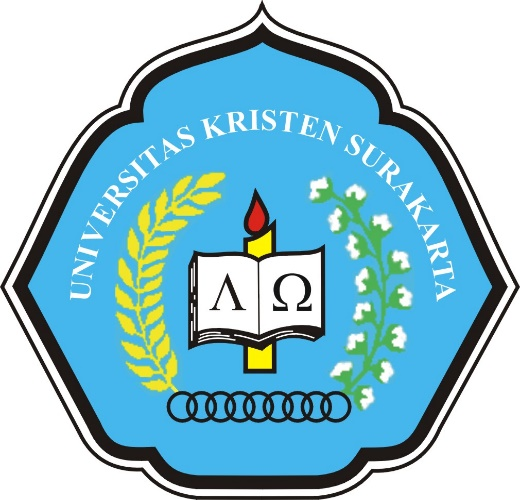 UNIVERSITAS KRISTEN SURAKARTA
Λ Ω